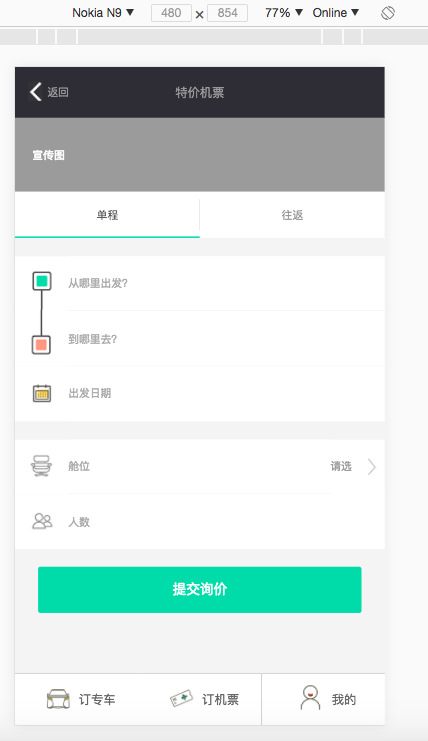 Nokia N9 ▼ 480 × 854 77% ▼ Online ▼
返回 特价机票
宣传图
单程 往返
从哪里出发?
到哪里去?
出发日期
舱位 请选
人数
提交询价
订专车 订机票 我的